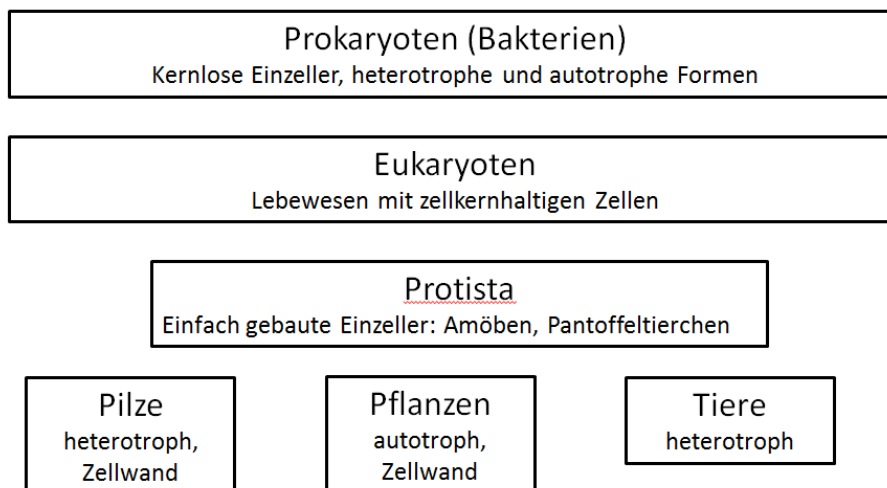 Prokaryoten (Bakterien)
Kernlose Einzeller, heterotrophe und autotrophe Formen
Eukaryoten
Lebewesen mit zellkernhaltigen Zellen
Protista
Einfach gebaute Einzeller: Amöben, Pantoffeltierchen
Pilze
heterotroph,
Zellwand
Pflanzen
autotroph,
Zellwand
Tiere
heterotroph